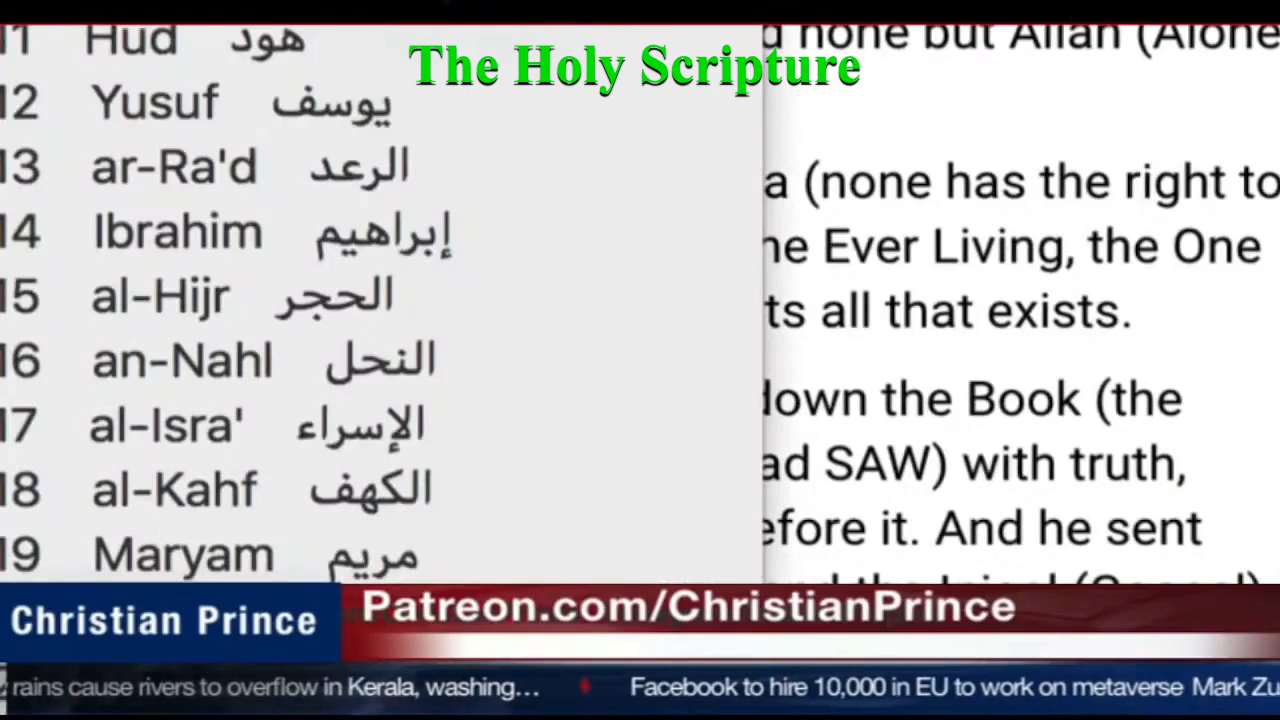 The Holy Scripture
11 Hud هود
12 Yusuf يوسف
13 ar-Ra'd الرعد
14 Ibrahim إبراهيم
15 al-Hijr الحجر
16 an-Nahl النحل
17 al-Isra' الإسراء
18 al-Kahf الكهف
19 Maryam مريم
none but Allah (Alone
a (none has the right to
Ever Living, the One
all that exists.
down the Book (the
SAW) with truth,
it. And he sent
Christian Prince
Patreon.com/ChristianPrince
rains cause rivers to overflow in Kerala, washing...
Facebook to hire 10,000 in EU to work on metaverse Mark Zu